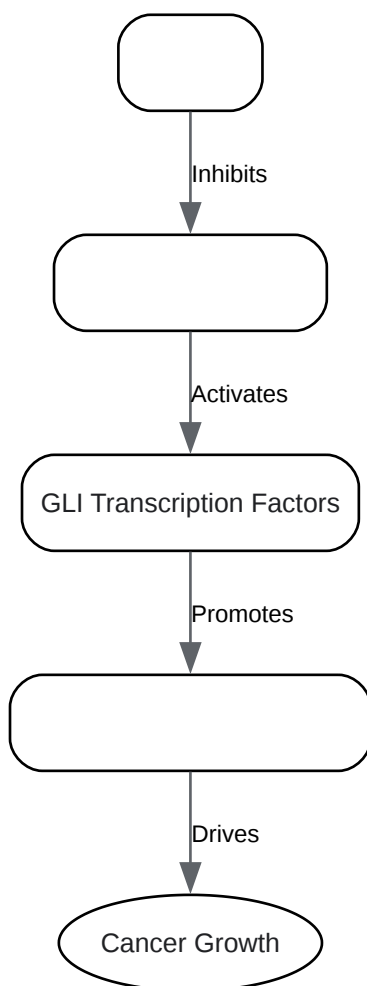 Inhibits
Activates
GLI Transcription Factors
Promotes
Drives
Cancer Growth